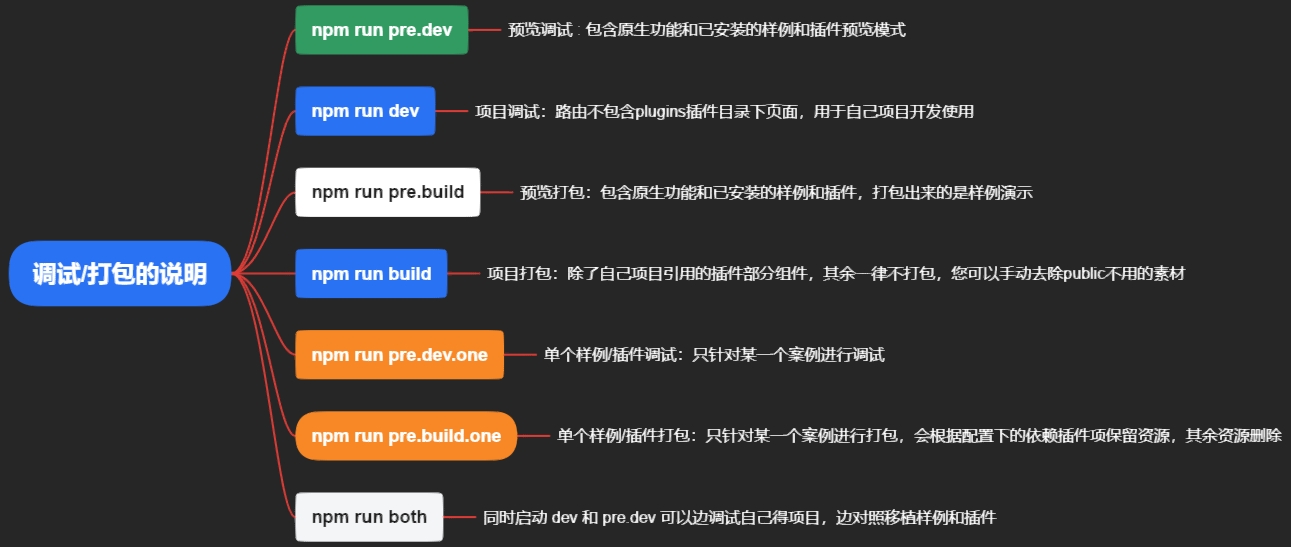 调试/打包的说明
npm run pre.dev
预览调试 : 包含原生功能和已安装的样例和插件预览模式
npm run dev
项目调试：路由不包含plugins插件目录下页面，用于自己项目开发使用
npm run pre.build
预览打包：包含原生功能和已安装的样例和插件，打包出来的是样例演示
npm run build
项目打包：除了自己项目引用的插件部分组件，其余一律不打包，您可以手动去除public不用的素材
npm run pre.dev.one
单个样例/插件调试：只针对某一个案例进行调试
npm run pre.build.one
单个样例/插件打包：只针对某一个案例进行打包，会根据配置下的依赖插件项保留资源，其余资源删除
npm run both
同时启动 dev 和 pre.dev 可以边调试自己得项目，边对照移植样例和插件